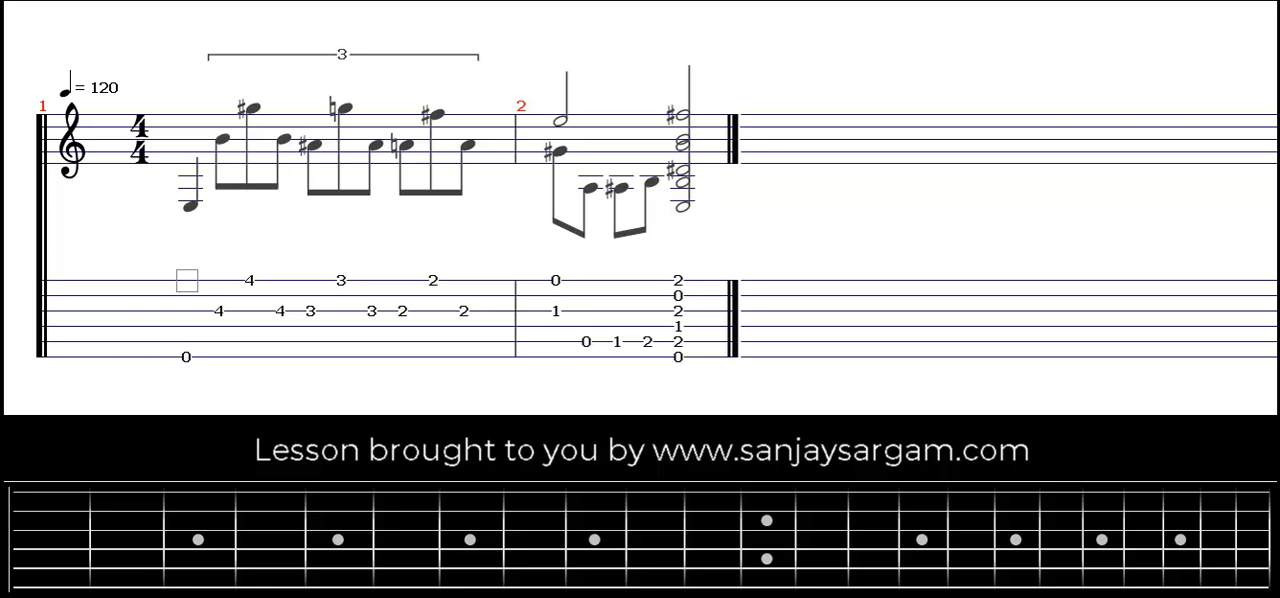 3
= 120
1
2
4
4
4 3 2 0 2
0
4 4 3 3 2 2 1 2
1
0 1 2 2
0 0
Lesson brought to you by www.sanjaysargam.com